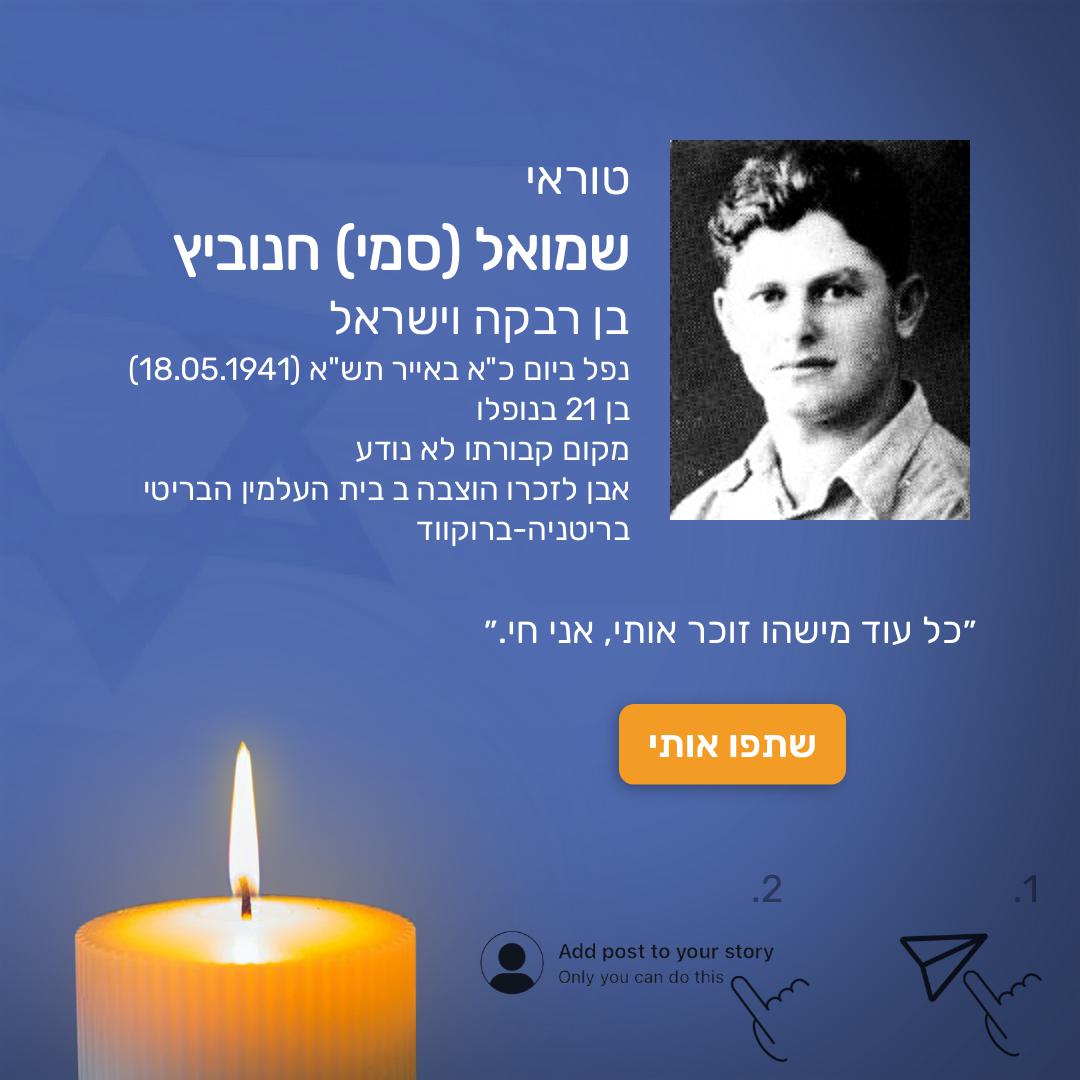 טוראי
שמואל (סמי) חנוביץ
בן רבקה וישראל
נפל ביום כ"א באייר תש"א (18.05.1941)
בן 21 בנופלו
מקום קבורתו לא נודע
אבן לזכרו הוצבה ב בית העלמין הבריטי
בריטניה-ברוקווד
״כל עוד מישהו זוכר אותי, אני חי.״
שתפו אותי
.1
.2
Add post to your story
Only you can do this